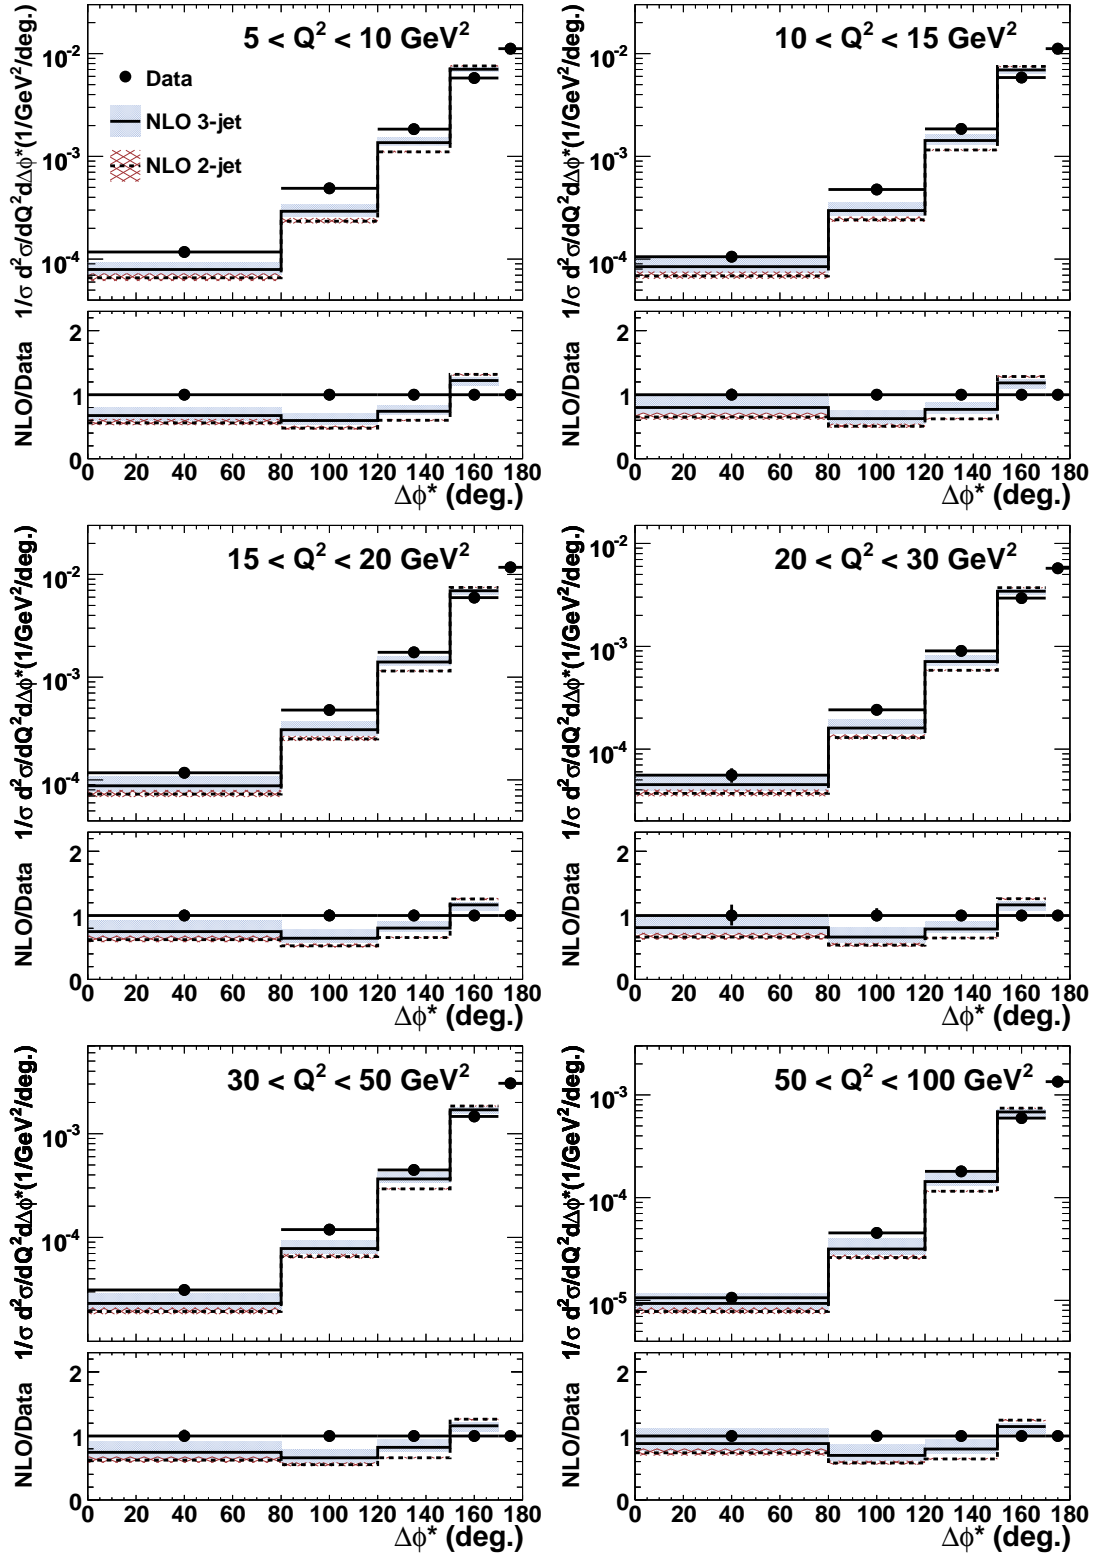 5 < Q² < 10 GeV²
Data
NLO 3-jet
NLO 2-jet
1/σ d²σ/dQ²dΔϕ*(1/GeV²/deg.)
10⁻²
10⁻³
10⁻⁴
NLO/Data
2
1
0
0 20 40 60 80 100 120 140 160 180
Δϕ* (deg.)
10 < Q² < 15 GeV²
1/σ d²σ/dQ²dΔϕ*(1/GeV²/deg.)
10⁻²
10⁻³
10⁻⁴
NLO/Data
2
1
0
0 20 40 60 80 100 120 140 160 180
Δϕ* (deg.)
15 < Q² < 20 GeV²
1/σ d²σ/dQ²dΔϕ*(1/GeV²/deg.)
10⁻²
10⁻³
10⁻⁴
NLO/Data
2
1
0
0 20 40 60 80 100 120 140 160 180
Δϕ* (deg.)
20 < Q² < 30 GeV²
1/σ d²σ/dQ²dΔϕ*(1/GeV²/deg.)
10⁻²
10⁻³
10⁻⁴
NLO/Data
2
1
0
0 20 40 60 80 100 120 140 160 180
Δϕ* (deg.)
30 < Q² < 50 GeV²
1/σ d²σ/dQ²dΔϕ*(1/GeV²/deg.)
10⁻³
10⁻⁴
NLO/Data
2
1
0
0 20 40 60 80 100 120 140 160 180
Δϕ* (deg.)
50 < Q² < 100 GeV²
1/σ d²σ/dQ²dΔϕ*(1/GeV²/deg.)
10⁻³
10⁻⁴
10⁻⁵
NLO/Data
2
1
0
0 20 40 60 80 100 120 140 160 180
Δϕ* (deg.)